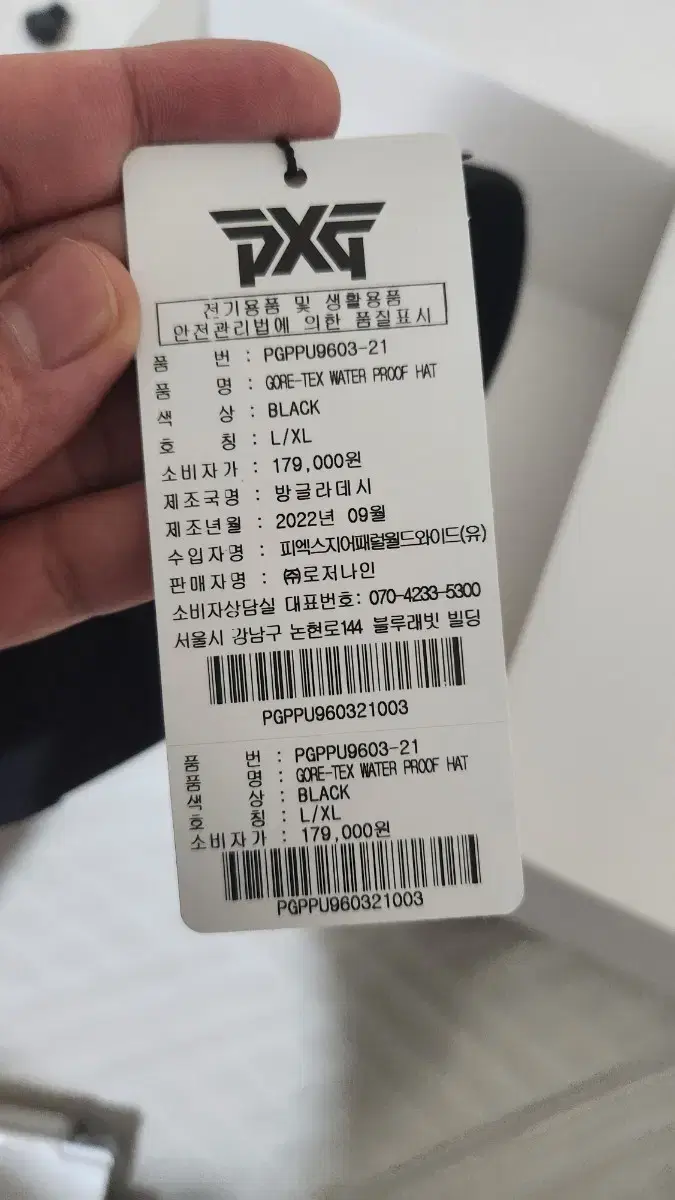 PXG
전기용품 및 생활용품
안전관리법에 의한 품질표시
품 번 : PGPPU9603-21
품 명 : GORE-TEX WATER PROOF HAT
색 상 : BLACK
호 칭 : L/XL
소비자가 : 179,000원
제조국명 : 방글라데시
제조년월 : 2022년 09월
수입자명 : 피엑스지어패럴월드와이드(유)
판매자명 : ㈜로저나인
소비자상담실 대표번호: 070-4233-5300
서울시 강남구 논현로144 블루래빗 빌딩
PGPPU960321003
품 번 : PGPPU9603-21
품 명 : GORE-TEX WATER PROOF HAT
색 상 : BLACK
호 칭 : L/XL
소비자가 : 179,000원
PGPPU960321003